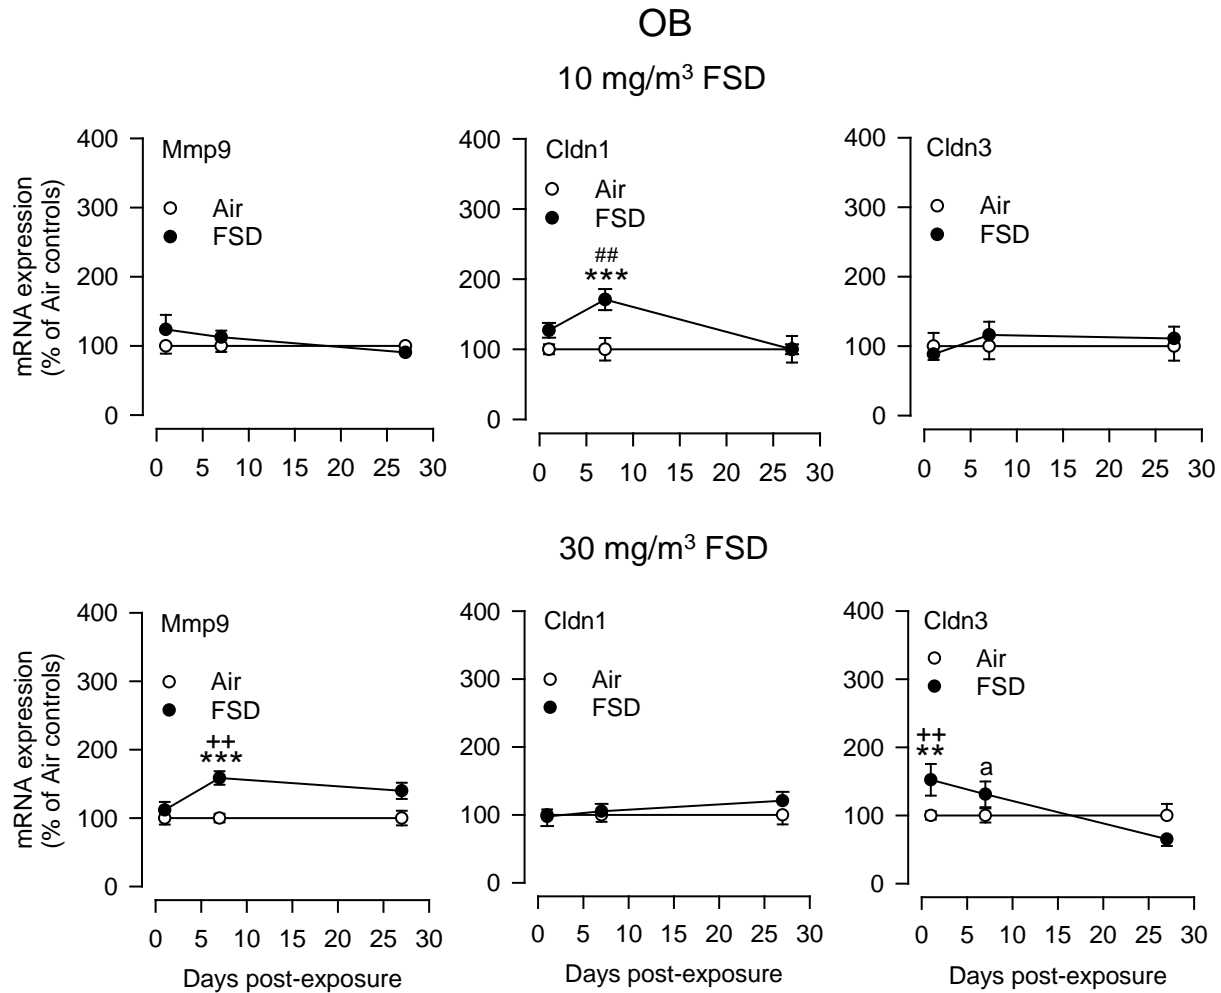 OB
10 mg/m³ FSD
mRNA expression
(% of Air controls)
400
300
200
100
0
Mmp9
Air
FSD
0 5 10 15 20 25 30
400
300
200
100
0
Cldn1
Air
FSD
##
***
0 5 10 15 20 25 30
400
300
200
100
0
Cldn3
Air
FSD
0 5 10 15 20 25 30
30 mg/m³ FSD
mRNA expression
(% of Air controls)
400
300
200
100
0
Mmp9
Air
FSD
++
***
0 5 10 15 20 25 30
Days post-exposure
400
300
200
100
0
Cldn1
Air
FSD
0 5 10 15 20 25 30
Days post-exposure
400
300
200
100
0
Cldn3
Air
FSD
++
**
a
0 5 10 15 20 25 30
Days post-exposure